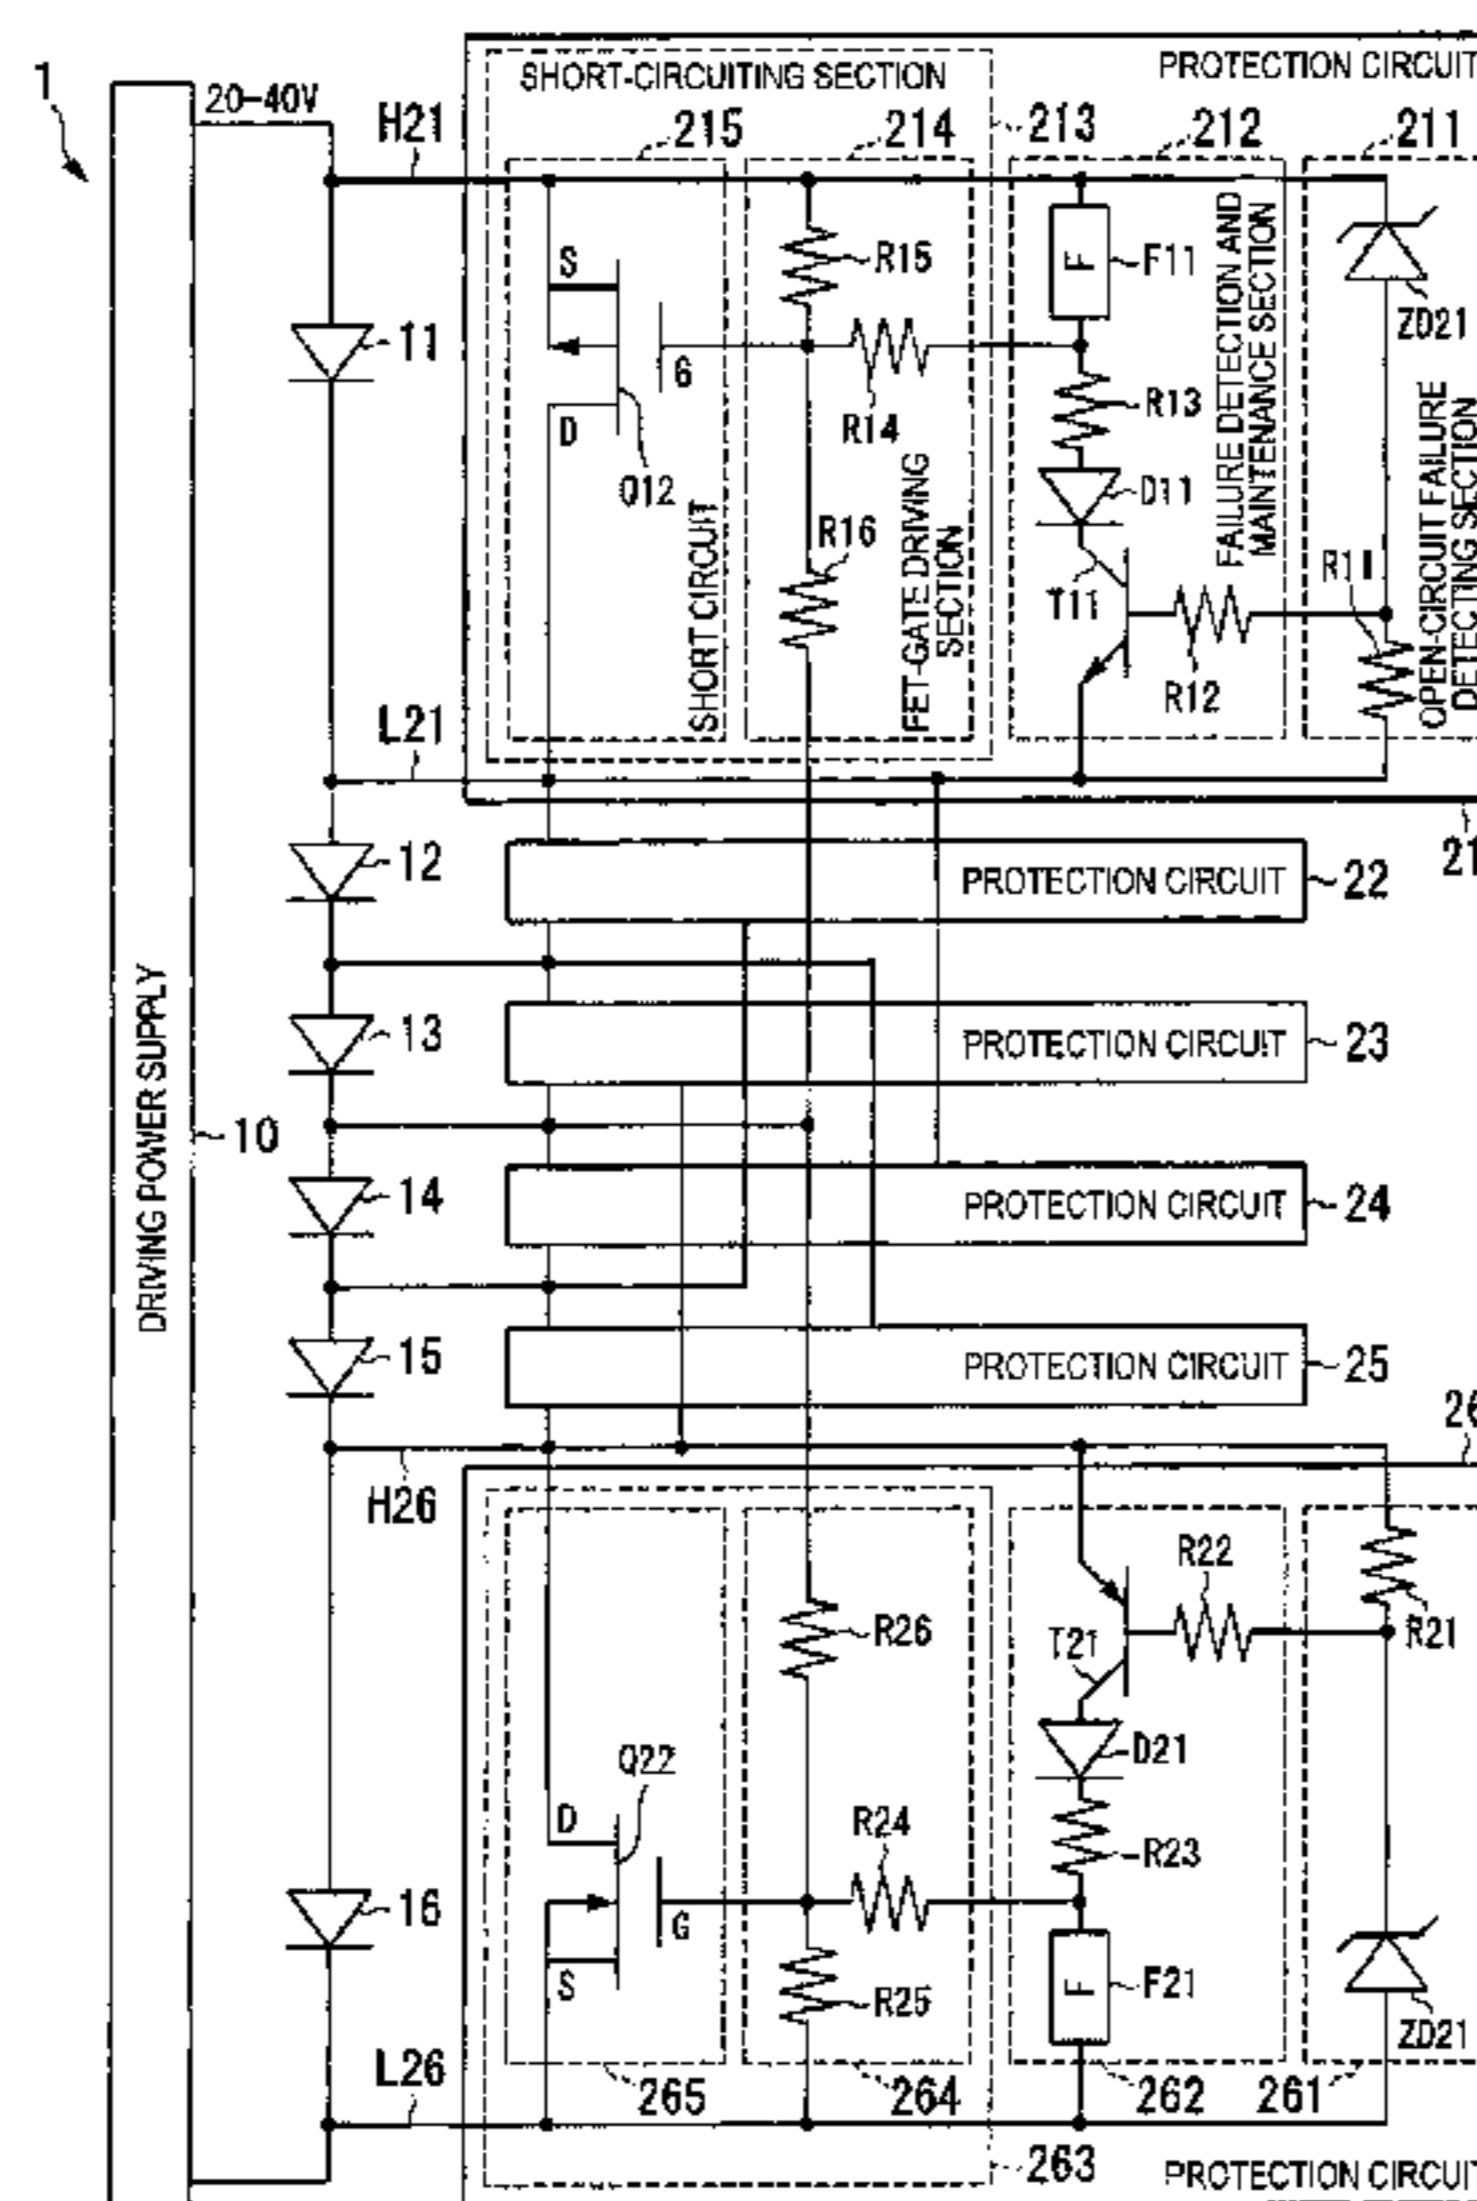 1
20-40V
H21
SHORT-CIRCUITING SECTION
PROTECTION CIRCUIT
215
214
213
212
211
S
G
D
Q12
SHORT CIRCUIT
R15
R14
R16
FET-GATE DRIVING
SECTION
F
F11
R13
D11
T11
R12
FAILURE DETECTION AND
MAINTENANCE SECTION
ZD21
R11
OPEN-CIRCUIT FAILURE
DETECTING SECTION
11
L21
21
12
PROTECTION CIRCUIT
22
13
PROTECTION CIRCUIT
23
DRIVING POWER SUPPLY
10
14
PROTECTION CIRCUIT
24
15
PROTECTION CIRCUIT
25
26
H26
R26
R22
R21
T21
D21
Q22
D
G
S
R24
R23
R25
F
F21
ZD21
16
L26
265
264
262
261
263
PROTECTION CIRCUIT